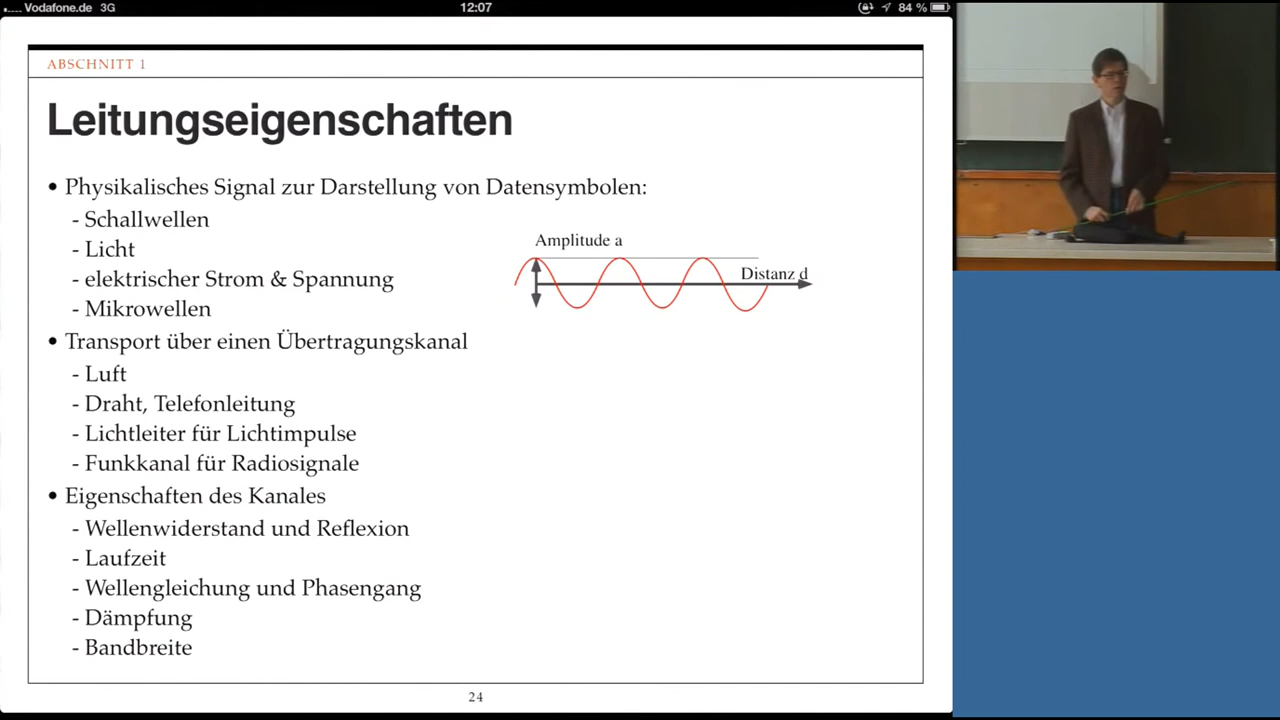 Vodafone.de 3G 12:07 84 %
ABSCHNITT 1
Leitungseigenschaften
• Physikalisches Signal zur Darstellung von Datensymbolen:
- Schallwellen
- Licht
- elektrischer Strom & Spannung
- Mikrowellen
Amplitude a
Distanz d
• Transport über einen Übertragungskanal
- Luft
- Draht, Telefonleitung
- Lichtleiter für Lichtimpulse
- Funkkanal für Radiosignale
• Eigenschaften des Kanales
- Wellenwiderstand und Reflexion
- Laufzeit
- Wellengleichung und Phasengang
- Dämpfung
- Bandbreite
24